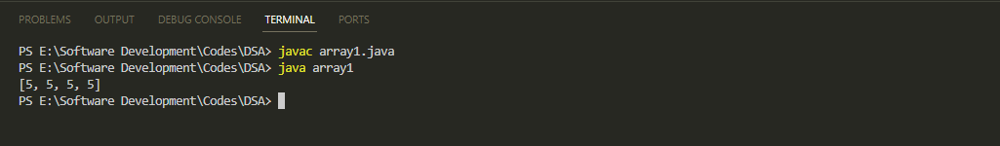 PROBLEMS OUTPUT DEBUG CONSOLE TERMINAL PORTS
PS E:\Software Development\Codes\DSA> javac array1.java
PS E:\Software Development\Codes\DSA> java array1
[5, 5, 5, 5]
PS E:\Software Development\Codes\DSA>